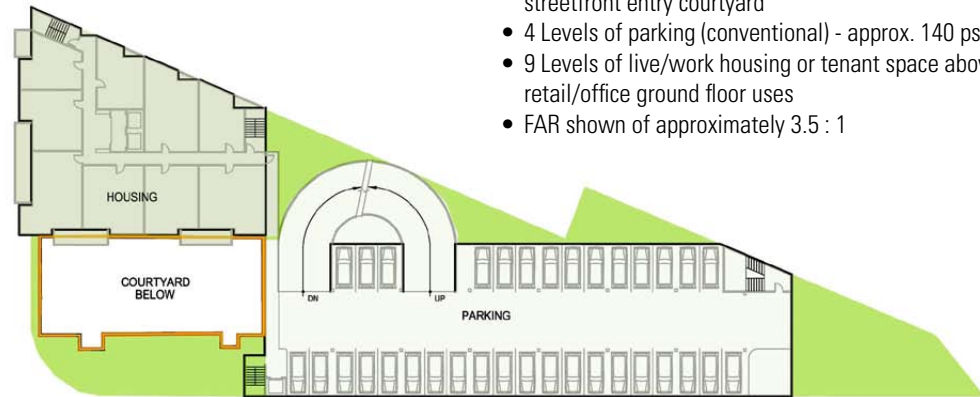 streetfront entry courtyard
• 4 Levels of parking (conventional) - approx. 140 ps
• 9 Levels of live/work housing or tenant space abov
retail/office ground floor uses
• FAR shown of approximately 3.5 : 1
HOUSING
COURTYARD
BELOW
DN
UP
PARKING